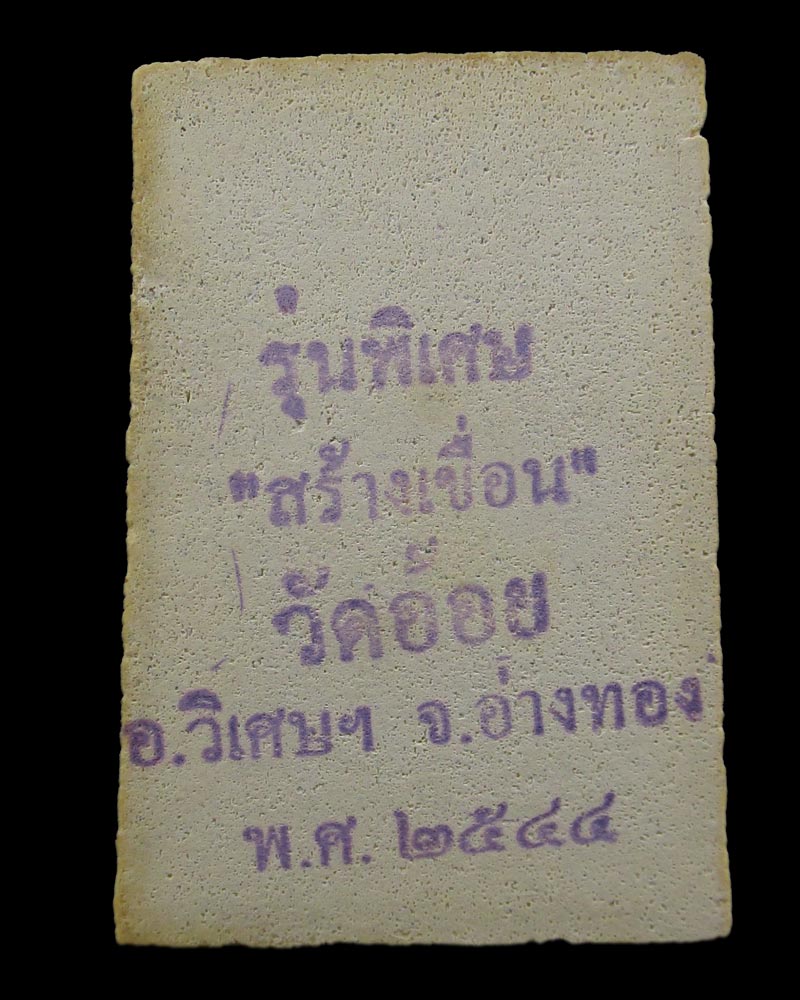 รุ่นพิเศษ
"สร้างเขื่อน"
วัดอ้อย
อ.วิเศษฯ จ.อ่างทอง
พ.ศ. ๒๕๔๔